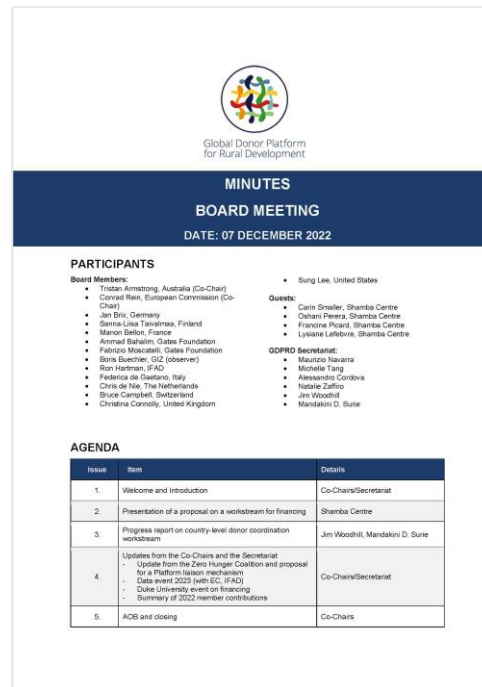 Global Donor Platform
for Rural Development
MINUTES
BOARD MEETING
DATE: 07 DECEMBER 2022
PARTICIPANTS
Board Members:
• Tristan Armstrong, Australia (Co-Chair)
• Conrad Rein, European Commission (Co-
Chair)
• Jan Brix, Germany
• Sanna-Liisa Taivalmaa, Finland
• Manon Bellon, France
• Ammad Bahalim, Gates Foundation
• Fabrizio Moscatelli, Gates Foundation
• Boris Buechler, GIZ (observer)
• Ron Hartman, IFAD
• Federica de Gaetano, Italy
• Chris de Nie, The Netherlands
• Bruce Campbell, Switzerland
• Christina Connolly, United Kingdom
• Sung Lee, United States
Guests:
• Carin Smaller, Shamba Centre
• Oshani Perera, Shamba Centre
• Francine Picard, Shamba Centre
• Lysiane Lefebvre, Shamba Centre
GDPRD Secretariat:
• Maurizio Navarra
• Michelle Tang
• Alessandro Cordova
• Natalie Zaffiro
• Jim Woodhill
• Mandakini D. Surie
AGENDA
Issue Item Details
1. Welcome and Introduction Co-Chairs/Secretariat
2. Presentation of a proposal on a workstream for financing Shamba Centre
3. Progress report on country-level donor coordination
workstream Jim Woodhill, Mandakini D. Surie
4. Updates from the Co-Chairs and the Secretariat
- Update from the Zero Hunger Coalition and proposal
for a Platform liaison mechanism
- Data event 2023 (with EC, IFAD)
- Duke University event on financing
- Summary of 2022 member contributions
Co-Chairs/Secretariat
5. AOB and closing Co-Chairs